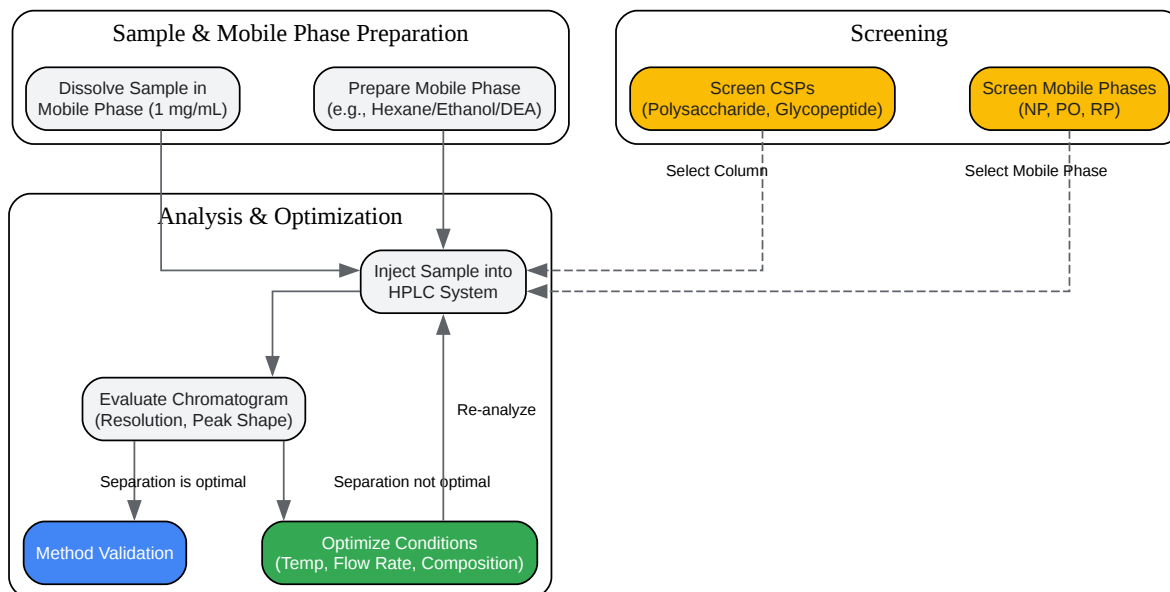 Sample & Mobile Phase Preparation
Dissolve Sample in
Mobile Phase (1 mg/mL)
Prepare Mobile Phase
(e.g., Hexane/Ethanol/DEA)
Screening
Screen CSPs
(Polysaccharide, Glycopeptide)
Screen Mobile Phases
(NP, PO, RP)
Select Column
Select Mobile Phase
Analysis & Optimization
Inject Sample into
HPLC System
Evaluate Chromatogram
(Resolution, Peak Shape)
Re-analyze
Separation is optimal
Separation not optimal
Method Validation
Optimize Conditions
(Temp, Flow Rate, Composition)